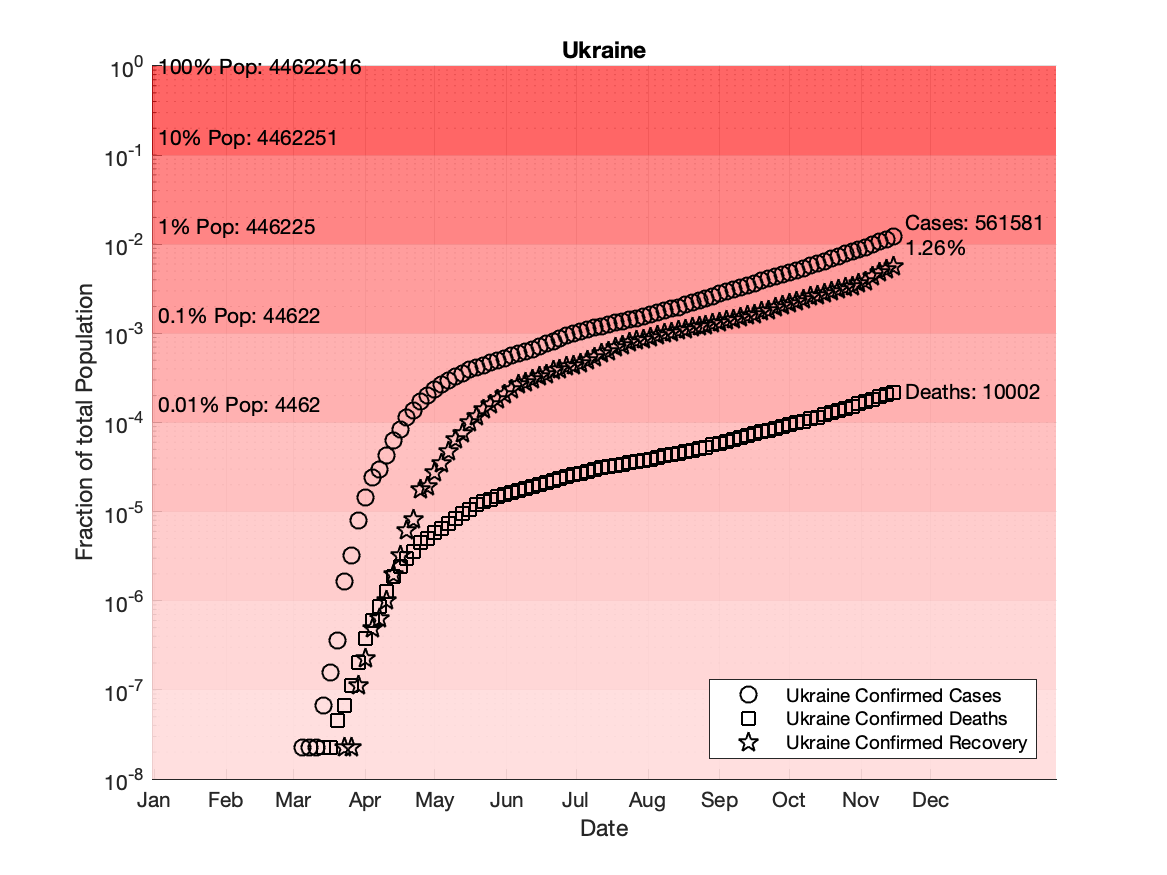 Ukraine
10^0
100% Pop: 44622516
10% Pop: 4462251
10^-1
1% Pop: 446225
10^-2
Cases: 561581
1.26%
0.1% Pop: 44622
10^-3
0.01% Pop: 4462
10^-4
Deaths: 10002
10^-5
10^-6
10^-7
10^-8
Fraction of total Population
Ukraine Confirmed Cases
Ukraine Confirmed Deaths
Ukraine Confirmed Recovery
Jan Feb Mar Apr May Jun Jul Aug Sep Oct Nov Dec
Date